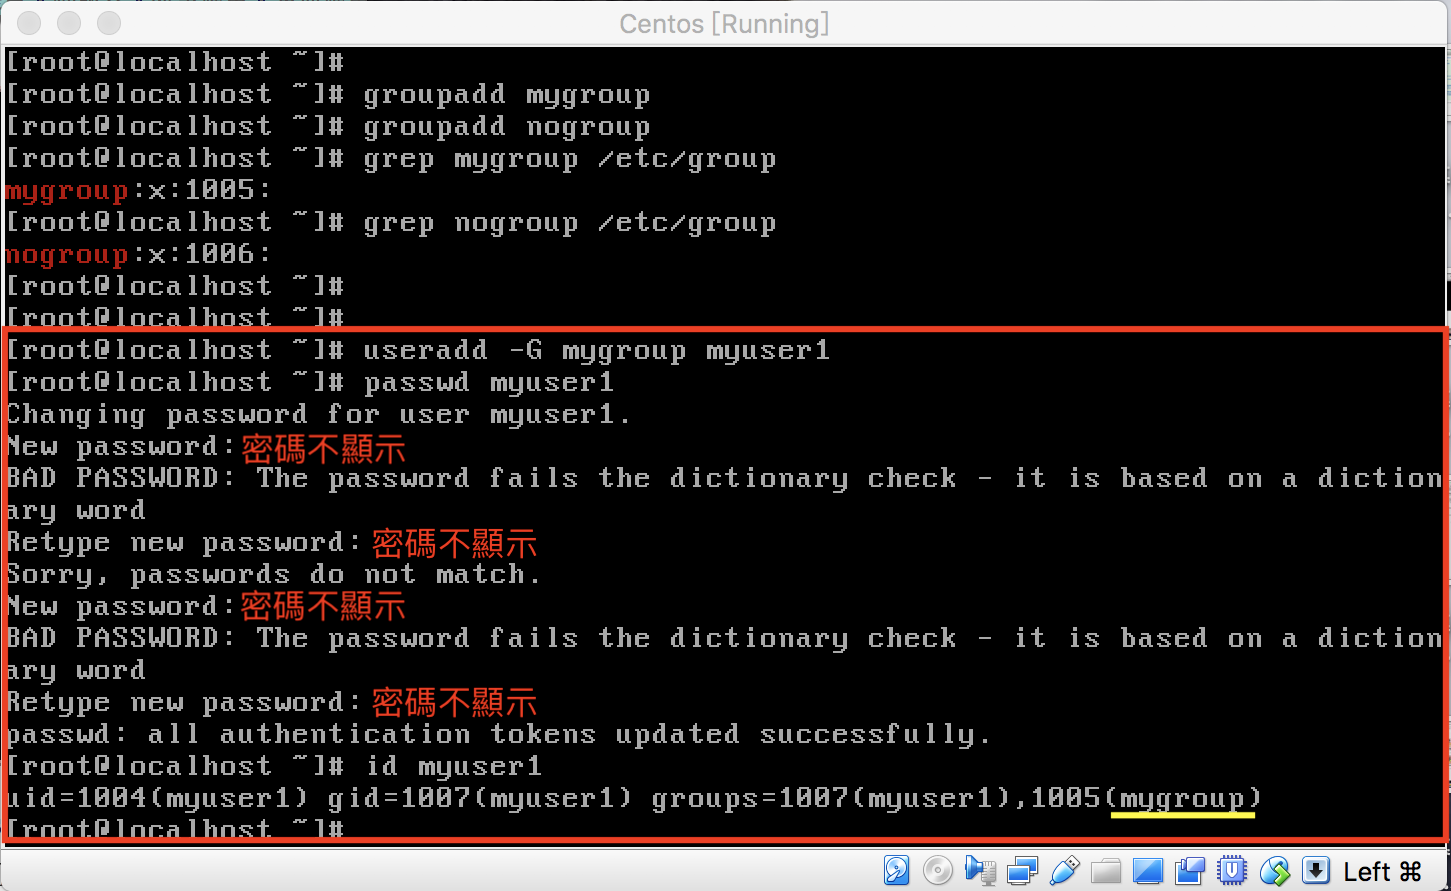 Centos [Running]
[root@localhost ~]#
[root@localhost ~]# groupadd mygroup
[root@localhost ~]# groupadd nogroup
[root@localhost ~]# grep mygroup /etc/group
mygroup:x:1005:
[root@localhost ~]# grep nogroup /etc/group
nogroup:x:1006:
[root@localhost ~]#
[root@localhost ~]#
[root@localhost ~]# useradd -G mygroup myuser1
[root@localhost ~]# passwd myuser1
Changing password for user myuser1.
New password:密碼不顯示
BAD PASSWORD: The password fails the dictionary check - it is based on a diction
ary word
Retype new password:密碼不顯示
Sorry, passwords do not match.
New password:密碼不顯示
BAD PASSWORD: The password fails the dictionary check - it is based on a diction
ary word
Retype new password:密碼不顯示
passwd: all authentication tokens updated successfully.
[root@localhost ~]# id myuser1
uid=1004(myuser1) gid=1007(myuser1) groups=1007(myuser1),1005(mygroup)
[root@localhost ~]#
Left ⌘